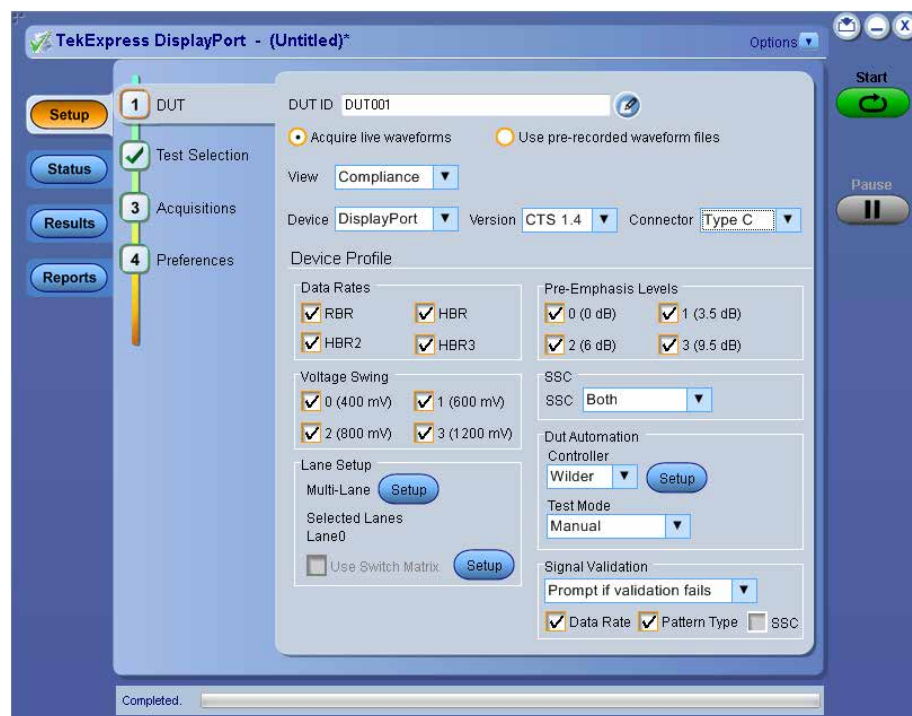 TekExpress DisplayPort - (Untitled)*
Options
X
Start
Setup
1 DUT
DUT ID DUT001
Acquire live waveforms
Use pre-recorded waveform files
Status
Test Selection
View Compliance
Pause
Results
3 Acquisitions
Device DisplayPort Version CTS 1.4 Connector Type C
Reports
4 Preferences
Device Profile
Data Rates
RBR HBR
HBR2 HBR3
Pre-Emphasis Levels
0 (0 dB) 1 (3.5 dB)
2 (6 dB) 3 (9.5 dB)
Voltage Swing
0 (400 mV) 1 (600 mV)
2 (800 mV) 3 (1200 mV)
SSC
SSC Both
Lane Setup
Multi-Lane Setup
Selected Lanes
Lane0
Use Switch Matrix Setup
Dut Automation
Controller
Wilder Setup
Test Mode
Manual
Signal Validation
Prompt if validation fails
Data Rate Pattern Type SSC
Completed.